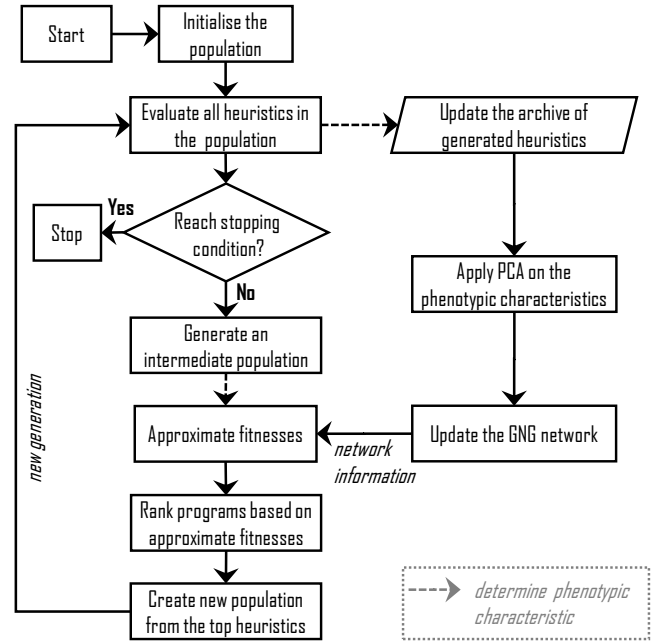 Start
Initialise the
population
Evaluate all heuristics in
the population
Update the archive of
generated heuristics
Yes
Stop
Reach stopping
condition?
No
Apply PCA on the
phenotypic characteristics
Generate an
intermediate population
new generation
Approximate fitnesses
network
information
Update the GNG network
Rank programs based on
approximate fitnesses
Create new population
from the top heuristics
determine phenotypic
characteristic